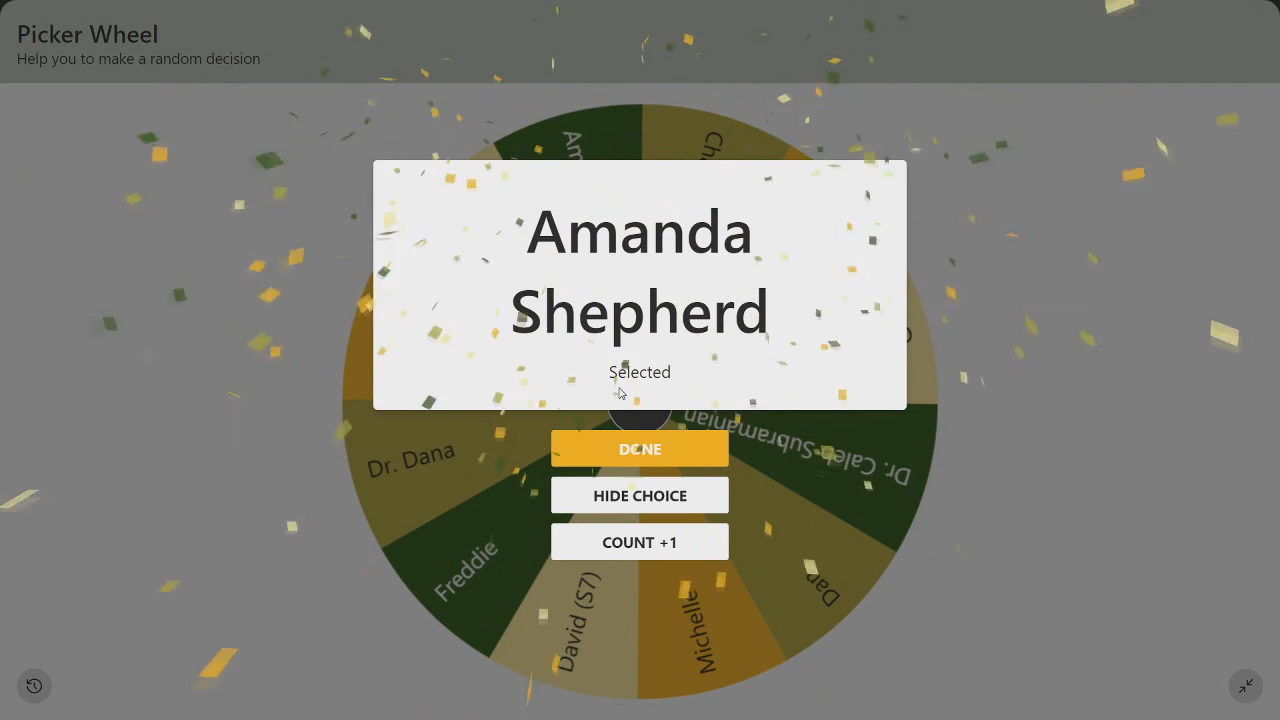 Picker Wheel
Help you to make a random decision
Amanda
Shepherd
Selected
DONE
HIDE CHOICE
COUNT +1
Dr. Caleb Subramanian
Dr. Dana
Freddie
David (S7)
Michelle